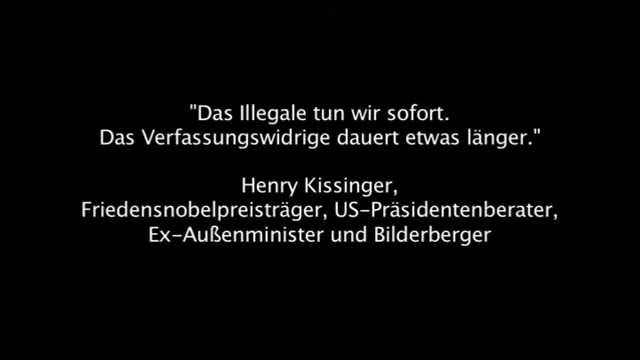 "Das Illegale tun wir sofort.
Das Verfassungswidrige dauert etwas länger."
Henry Kissinger,
Friedensnobelpreisträger, US-Präsidentenberater,
Ex-Außenminister und Bilderberger